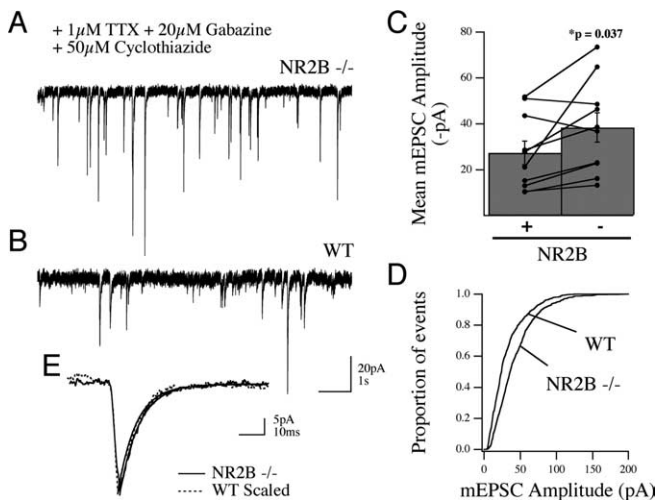 A
+ 1µM TTX + 20µM Gabazine
+ 50µM Cyclothiazide
NR2B -/-
B
WT
20pA
1s
E
5pA
10ms
NR2B -/-
WT Scaled
C
*p = 0.037
Mean mEPSC Amplitude
(-pA)
80
60
40
20
+ -
NR2B
D
Proportion of events
1.0
0.8
0.6
0.4
0.2
0.0
WT
NR2B -/-
0 50 100 150 200
mEPSC Amplitude (pA)